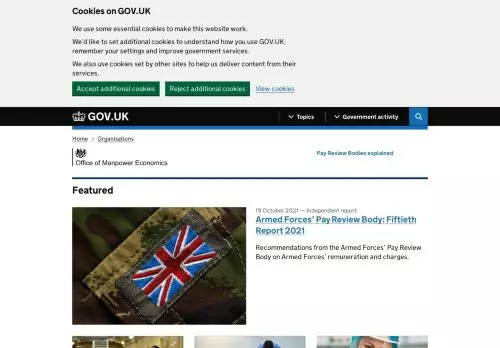 Cookies on GOV.UK
We use some essential cookies to make this website work.
We'd like to set additional cookies to understand how you use GOV.UK,
remember your settings and improve government services.
We also use cookies set by other sites to help us deliver content from their
services.
Accept additional cookies Reject additional cookies View cookies
GOV.UK Topics Government activity
Home > Organisations
Office of Manpower Economics
Pay Review Bodies explained
Featured
19 October 2021 — Independent report
Armed Forces' Pay Review Body: Fiftieth
Report 2021
Recommendations from the Armed Forces' Pay Review
Body on Armed Forces' remuneration and charges.